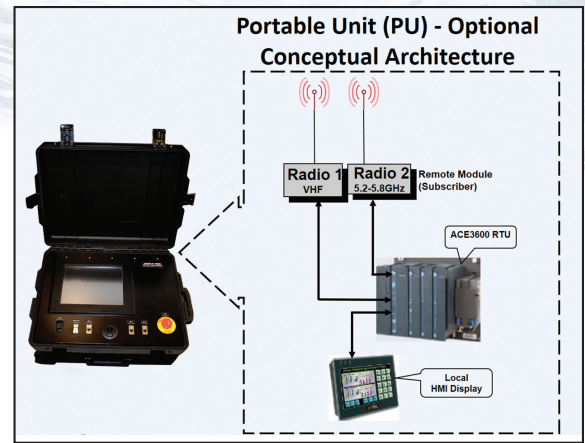 Portable Unit (PU) - Optional
Conceptual Architecture
Radio 1
VHF
Radio 2
5.2-5.8GHz
Remote Module
(Subscriber)
ACE3600 RTU
Local
HMI Display